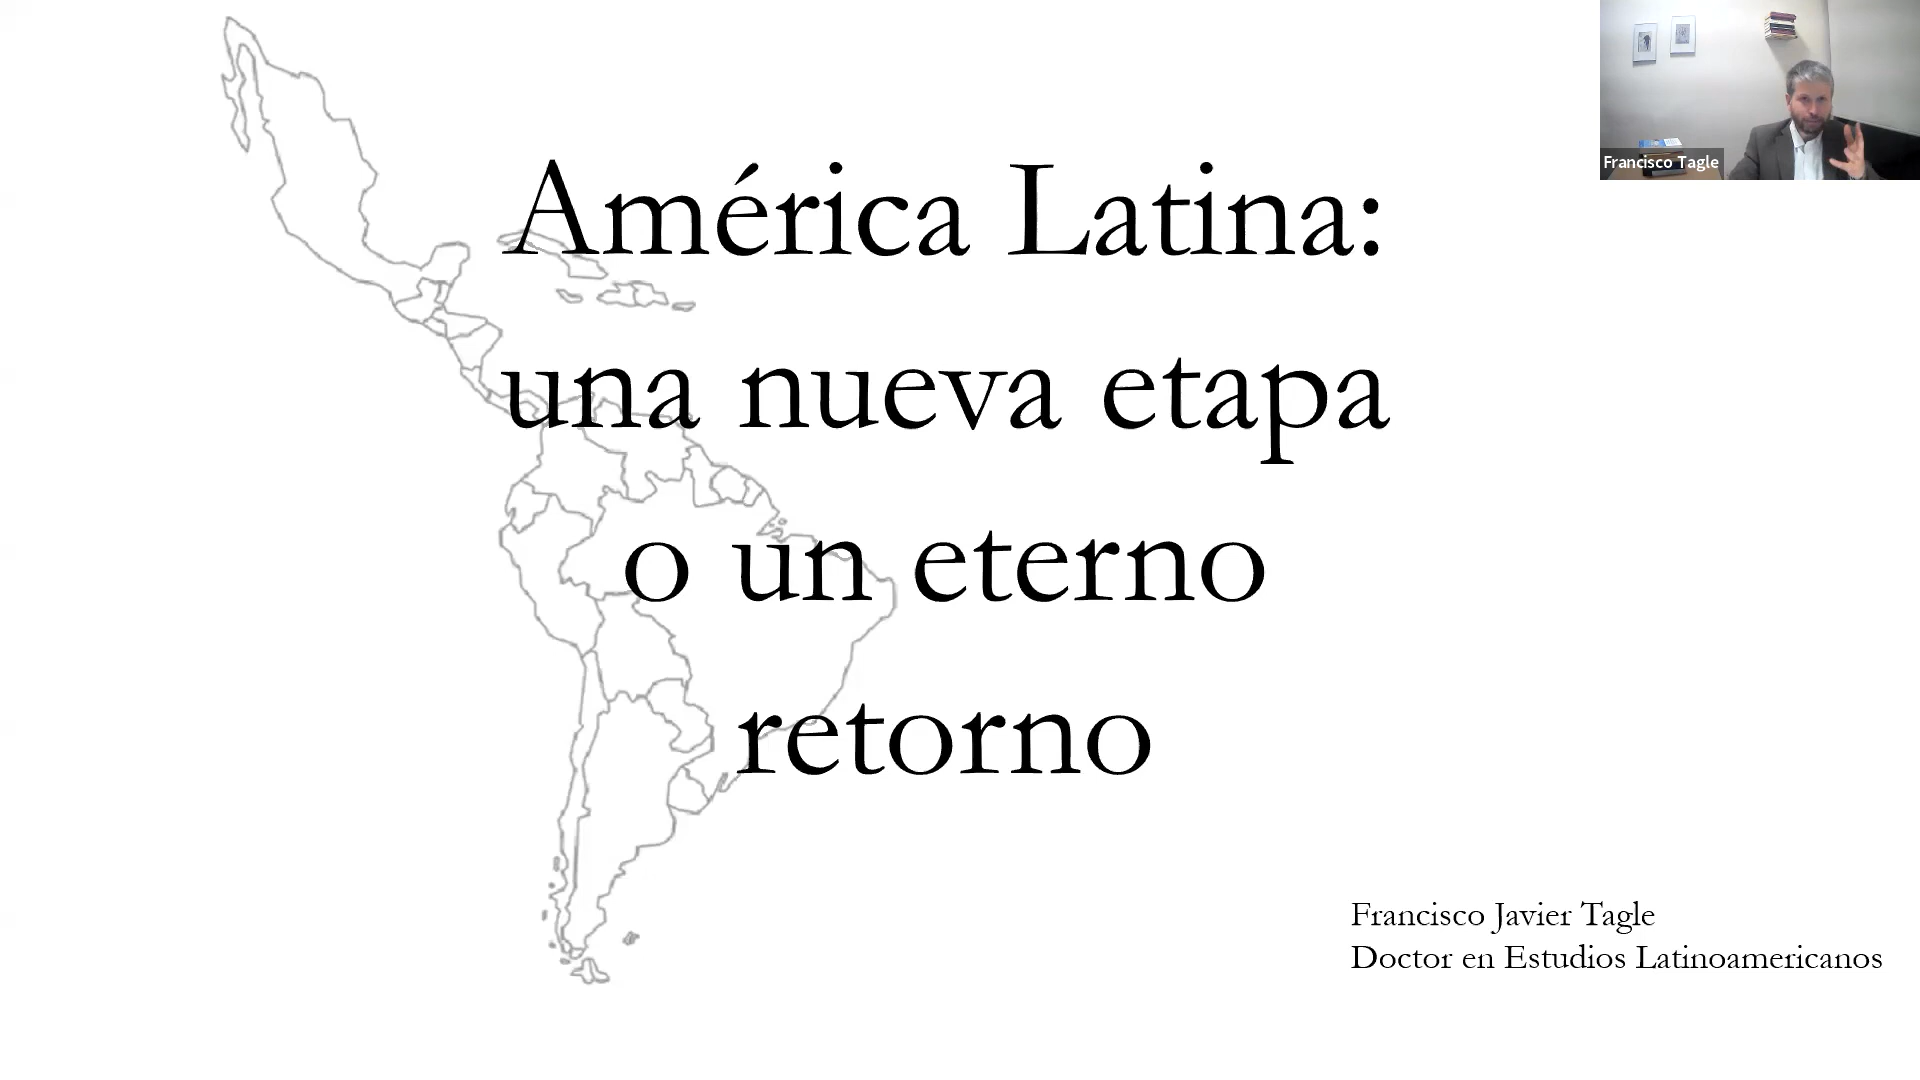 América Latina:
una nueva etapa
o un eterno
retorno
Francisco Tagle
Francisco Javier Tagle
Doctor en Estudios Latinoamericanos